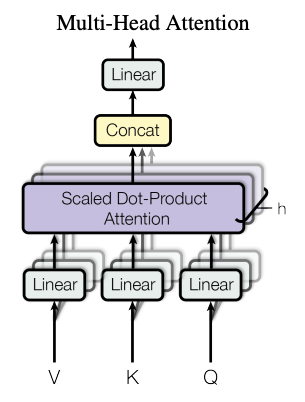 Multi-Head Attention
Linear
Concat
Scaled Dot-Product
Attention
h
Linear Linear Linear
V K Q